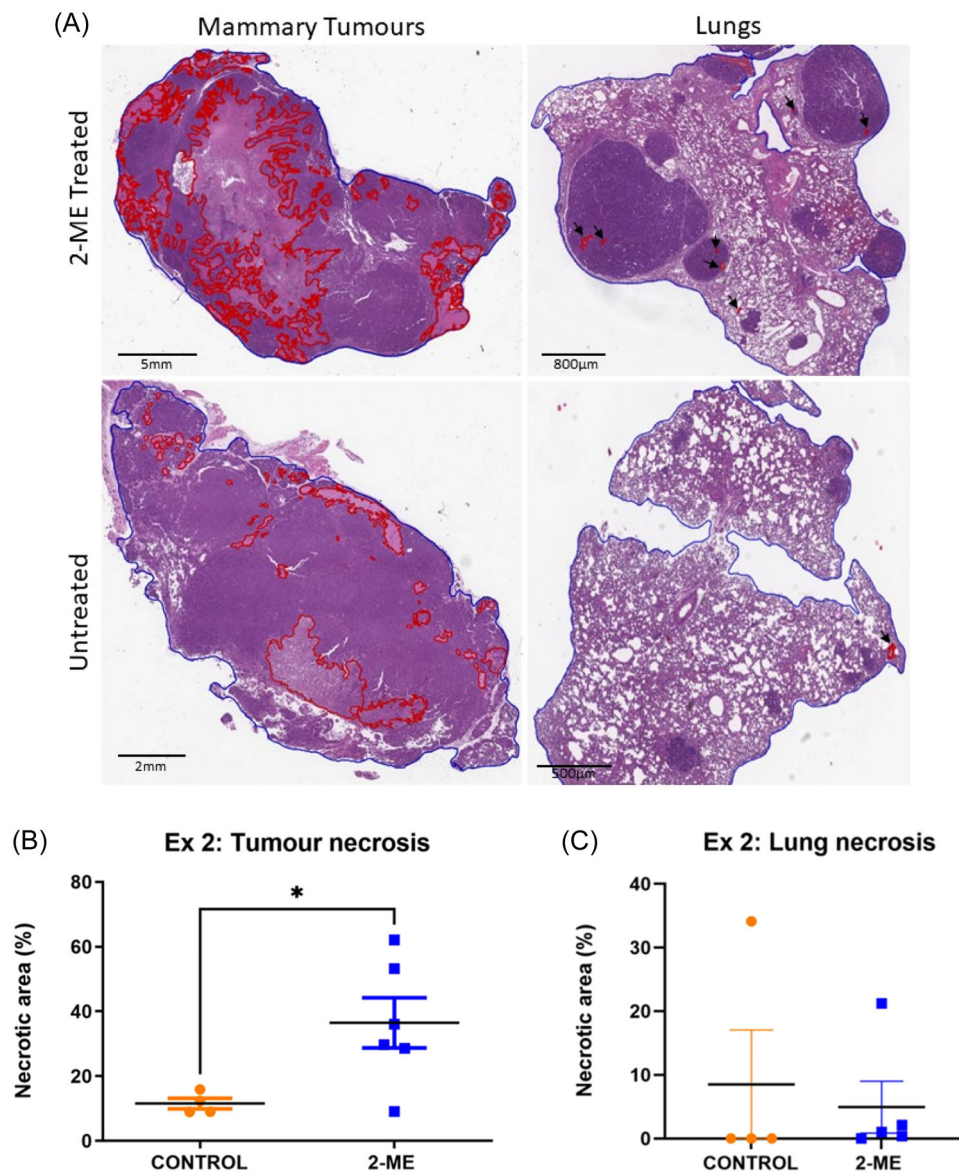 (A)
Mammary Tumours
Lungs
2-ME Treated
5mm
800µm
Untreated
2mm
500µm
(B)
Ex 2: Tumour necrosis
Necrotic area (%)
80
60
40
20
0
*
CONTROL
2-ME
(C)
Ex 2: Lung necrosis
Necrotic area (%)
40
30
20
10
0
CONTROL
2-ME